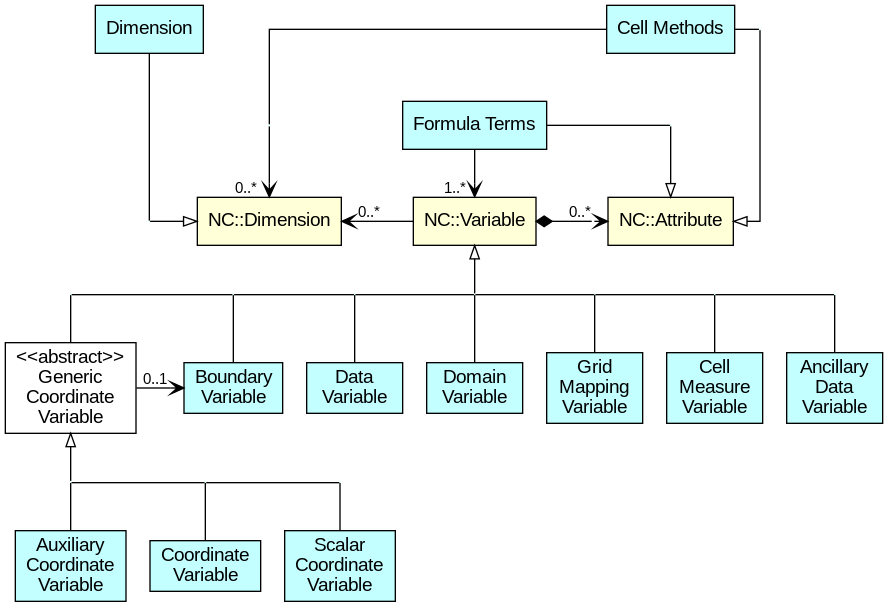 Dimension
Cell Methods
Formula Terms
0..*
1..*
NC::Dimension
0..*
NC::Variable
0..*
NC::Attribute
<<abstract>>
Generic
Coordinate
Variable
0..1
Boundary
Variable
Data
Variable
Domain
Variable
Grid
Mapping
Variable
Cell
Measure
Variable
Ancillary
Data
Variable
Auxiliary
Coordinate
Variable
Coordinate
Variable
Scalar
Coordinate
Variable